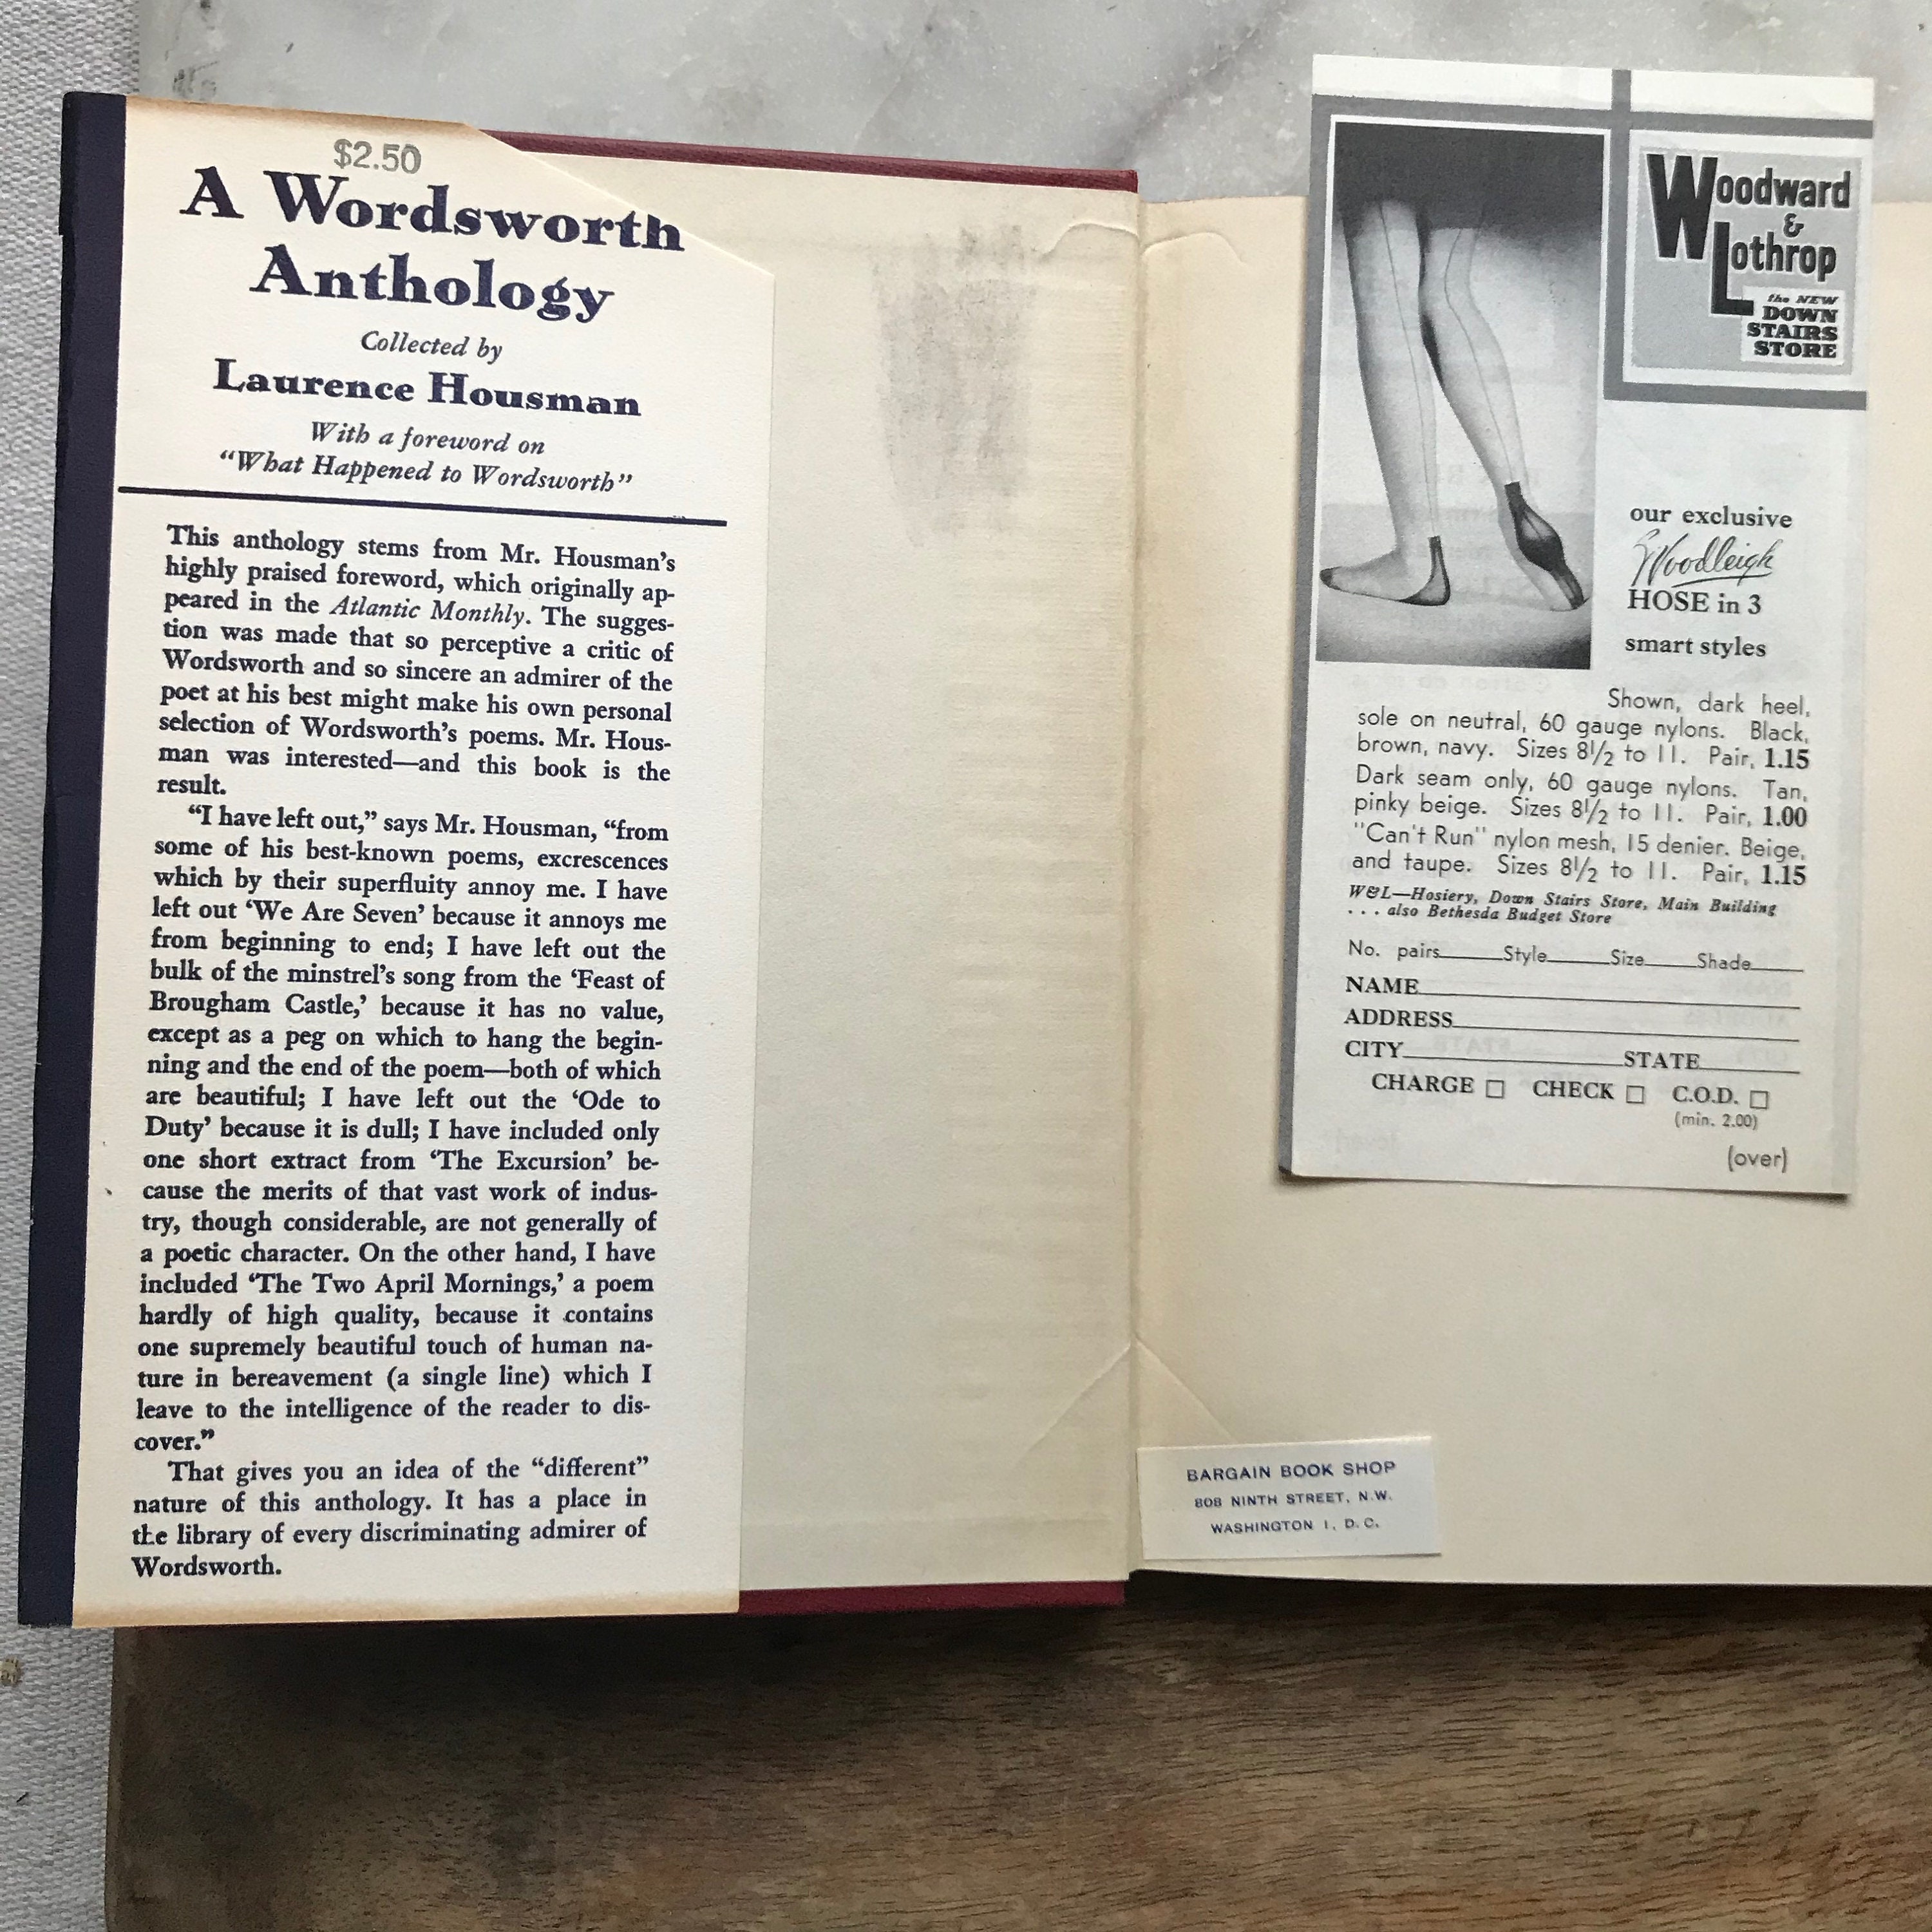 $2.50
A Wordsworth
Anthology
Collected by
Laurence Housman
With a foreword on
“What Happened to Wordsworth”
This anthology stems from Mr. Housman’s
highly praised foreword, which originally ap-
peared in the Atlantic Monthly. The sugges-
tion was made that so perceptive a critic of
Wordsworth and so sincere an admirer of the
poet at his best might make his own personal
selection of Wordsworth’s poems. Mr. Hous-
man was interested—and this book is the
result.
“I have left out,” says Mr. Housman, “from
some of his best-known poems, excrescences
which by their superfluity annoy me. I have
left out ‘We Are Seven’ because it annoys me
from beginning to end; I have left out the
bulk of the minstrel’s song from the ‘Feast of
Brougham Castle,’ because it has no value,
except as a peg on which to hang the begin-
ning and the end of the poem—both of which
are beautiful; I have left out the ‘Ode to
Duty’ because it is dull; I have included only
one short extract from ‘The Excursion’ be-
cause the merits of that vast work of indus-
try, though considerable, are not generally of
a poetic character. On the other hand, I have
included ‘The Two April Mornings,’ a poem
hardly of high quality, because it contains
one supremely beautiful touch of human na-
ture in bereavement (a single line) which I
leave to the intelligence of the reader to dis-
cover.”
That gives you an idea of the “different”
nature of this anthology. It has a place in
the library of every discriminating admirer of
Wordsworth.
Woodward
&
Lothrop
the NEW
DOWN
STAIRS
STORE
our exclusive
Woodleigh
HOSE in 3
smart styles
Shown, dark heel,
sole on neutral, 60 gauge nylons. Black,
brown, navy. Sizes 8½ to 11. Pair, 1.15
Dark seam only, 60 gauge nylons. Tan,
pinky beige. Sizes 8½ to 11. Pair, 1.00
"Can't Run" nylon mesh, 15 denier. Beige,
and taupe. Sizes 8½ to 11. Pair, 1.15
W&L—Hosiery, Down Stairs Store, Main Building
. . . also Bethesda Budget Store
No. pairs_____Style_____Size_____Shade_____
NAME_____
ADDRESS_____
CITY_____STATE_____
CHARGE □ CHECK □ C.O.D. □
(min. 2.00)
(over)
BARGAIN BOOK SHOP
808 NINTH STREET, N.W.
WASHINGTON 1, D.C.